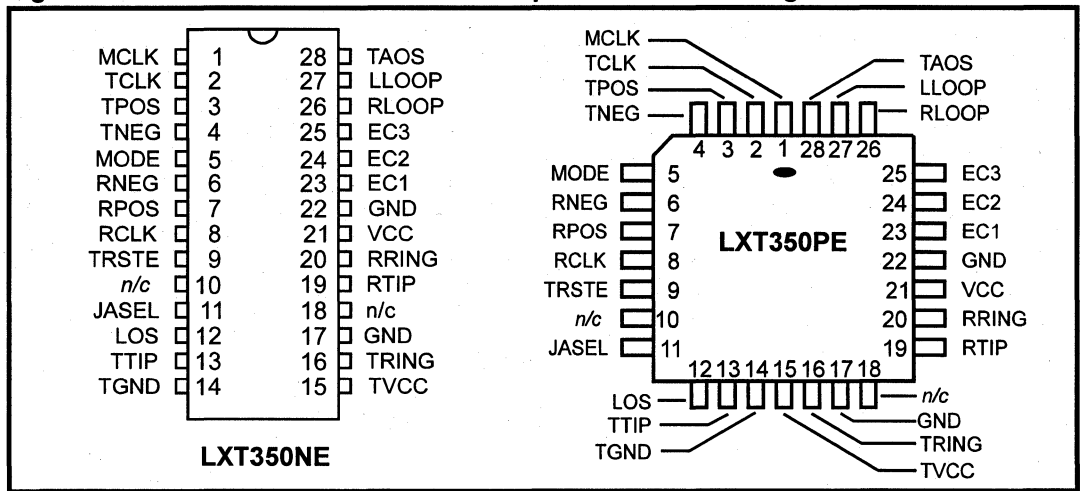 MCLK 1 28 TAOS
TCLK 2 27 LLOOP
TPOS 3 26 RLOOP
TNEG 4 25 EC3
MODE 5 24 EC2
RNEG 6 23 EC1
RPOS 7 22 GND
RCLK 8 21 VCC
TRSTE 9 20 RRING
n/c 10 19 RTIP
JASEL 11 18 n/c
LOS 12 17 GND
TTIP 13 16 TRING
TGND 14 15 TVCC
LXT350NE
MCLK
TCLK TAOS
TPOS LLOOP
TNEG RLOOP
4 3 2 1 28 27 26
MODE 5 25 EC3
RNEG 6 24 EC2
RPOS 7 23 EC1
LXT350PE
RCLK 8 22 GND
TRSTE 9 21 VCC
n/c 10 20 RRING
JASEL 11 19 RTIP
12 13 14 15 16 17 18
LOS n/c
TTIP GND
TGND TRING
TVCC